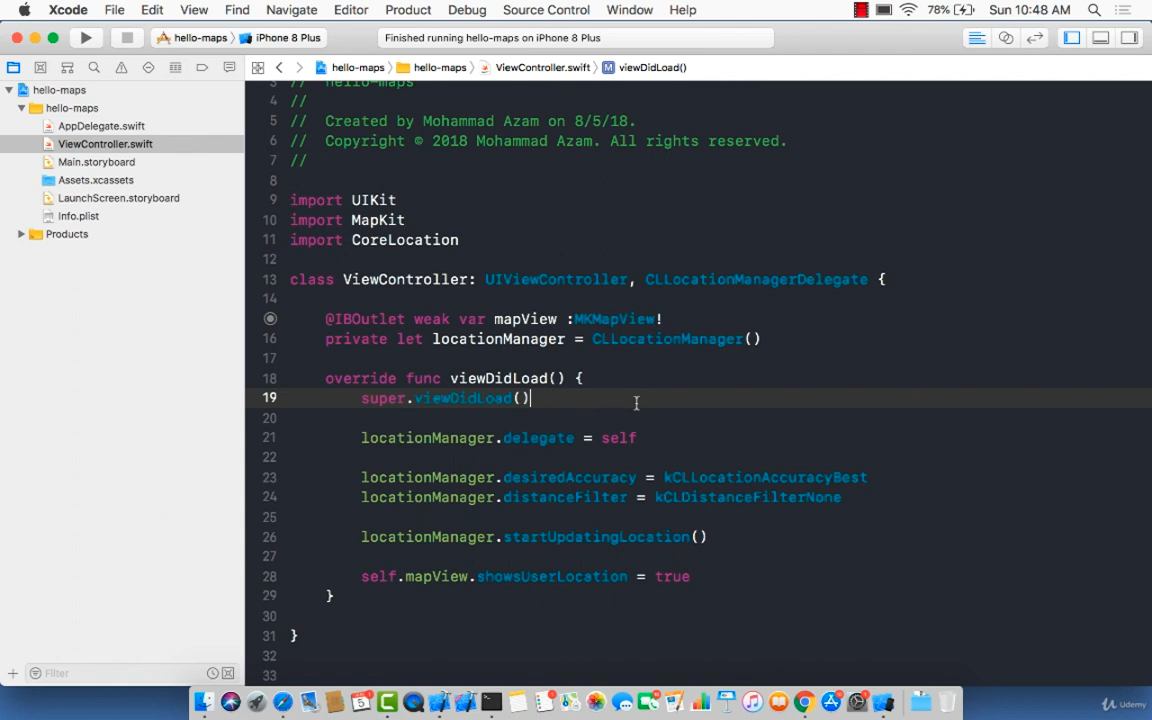 Xcode File Edit View Find Navigate Editor Product Debug Source Control Window Help 78% Sun 10:48 AM
hello-maps iPhone 8 Plus Finished running hello-maps on iPhone 8 Plus
hello-maps hello-maps ViewController.swift M viewDidLoad()
hello-maps
hello-maps
AppDelegate.swift
ViewController.swift
Main.storyboard
Assets.xcassets
LaunchScreen.storyboard
Info.plist
Products
Filter
3 // hello-maps
4 //
5 // Created by Mohammad Azam on 8/5/18.
6 // Copyright © 2018 Mohammad Azam. All rights reserved.
7 //
8
9 import UIKit
10 import MapKit
11 import CoreLocation
12
13 class ViewController: UIViewController, CLLocationManagerDelegate {
14
@IBOutlet weak var mapView :MKMapView!
16 private let locationManager = CLLocationManager()
17
18 override func viewDidLoad() {
19 super.viewDidLoad()
20
21 locationManager.delegate = self
22
23 locationManager.desiredAccuracy = kCLLocationAccuracyBest
24 locationManager.distanceFilter = kCLDistanceFilterNone
25
26 locationManager.startUpdatingLocation()
27
28 self.mapView.showsUserLocation = true
29 }
30
31 }
32
33
5
Udemy